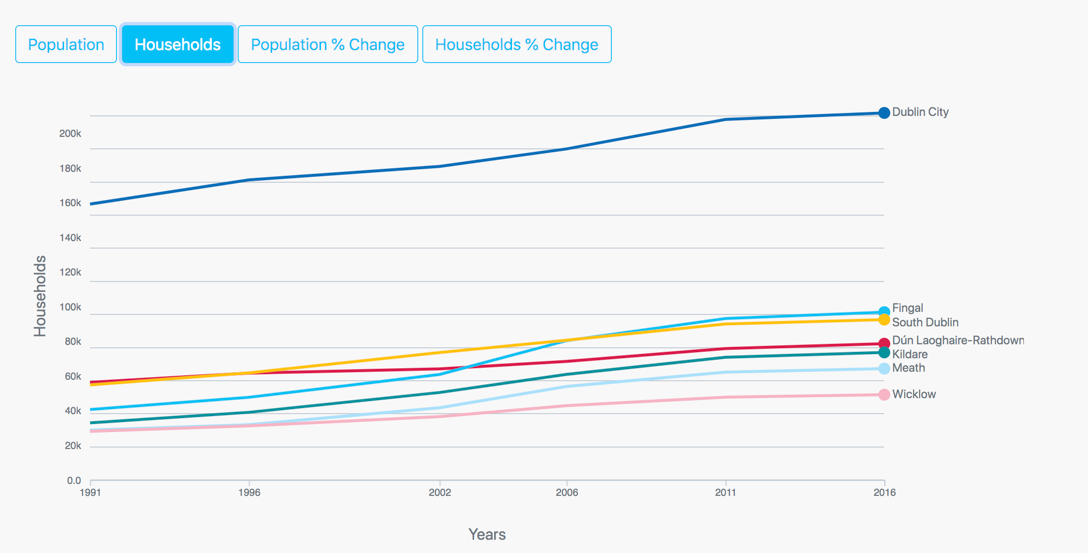 Population Households Population % Change Households % Change
200k
180k
160k
140k
120k
100k
80k
60k
40k
20k
0.0
Households
Dublin City
Fingal
South Dublin
Dún Laoghaire-Rathdown
Kildare
Meath
Wicklow
1991 1996 2002 2006 2011 2016
Years